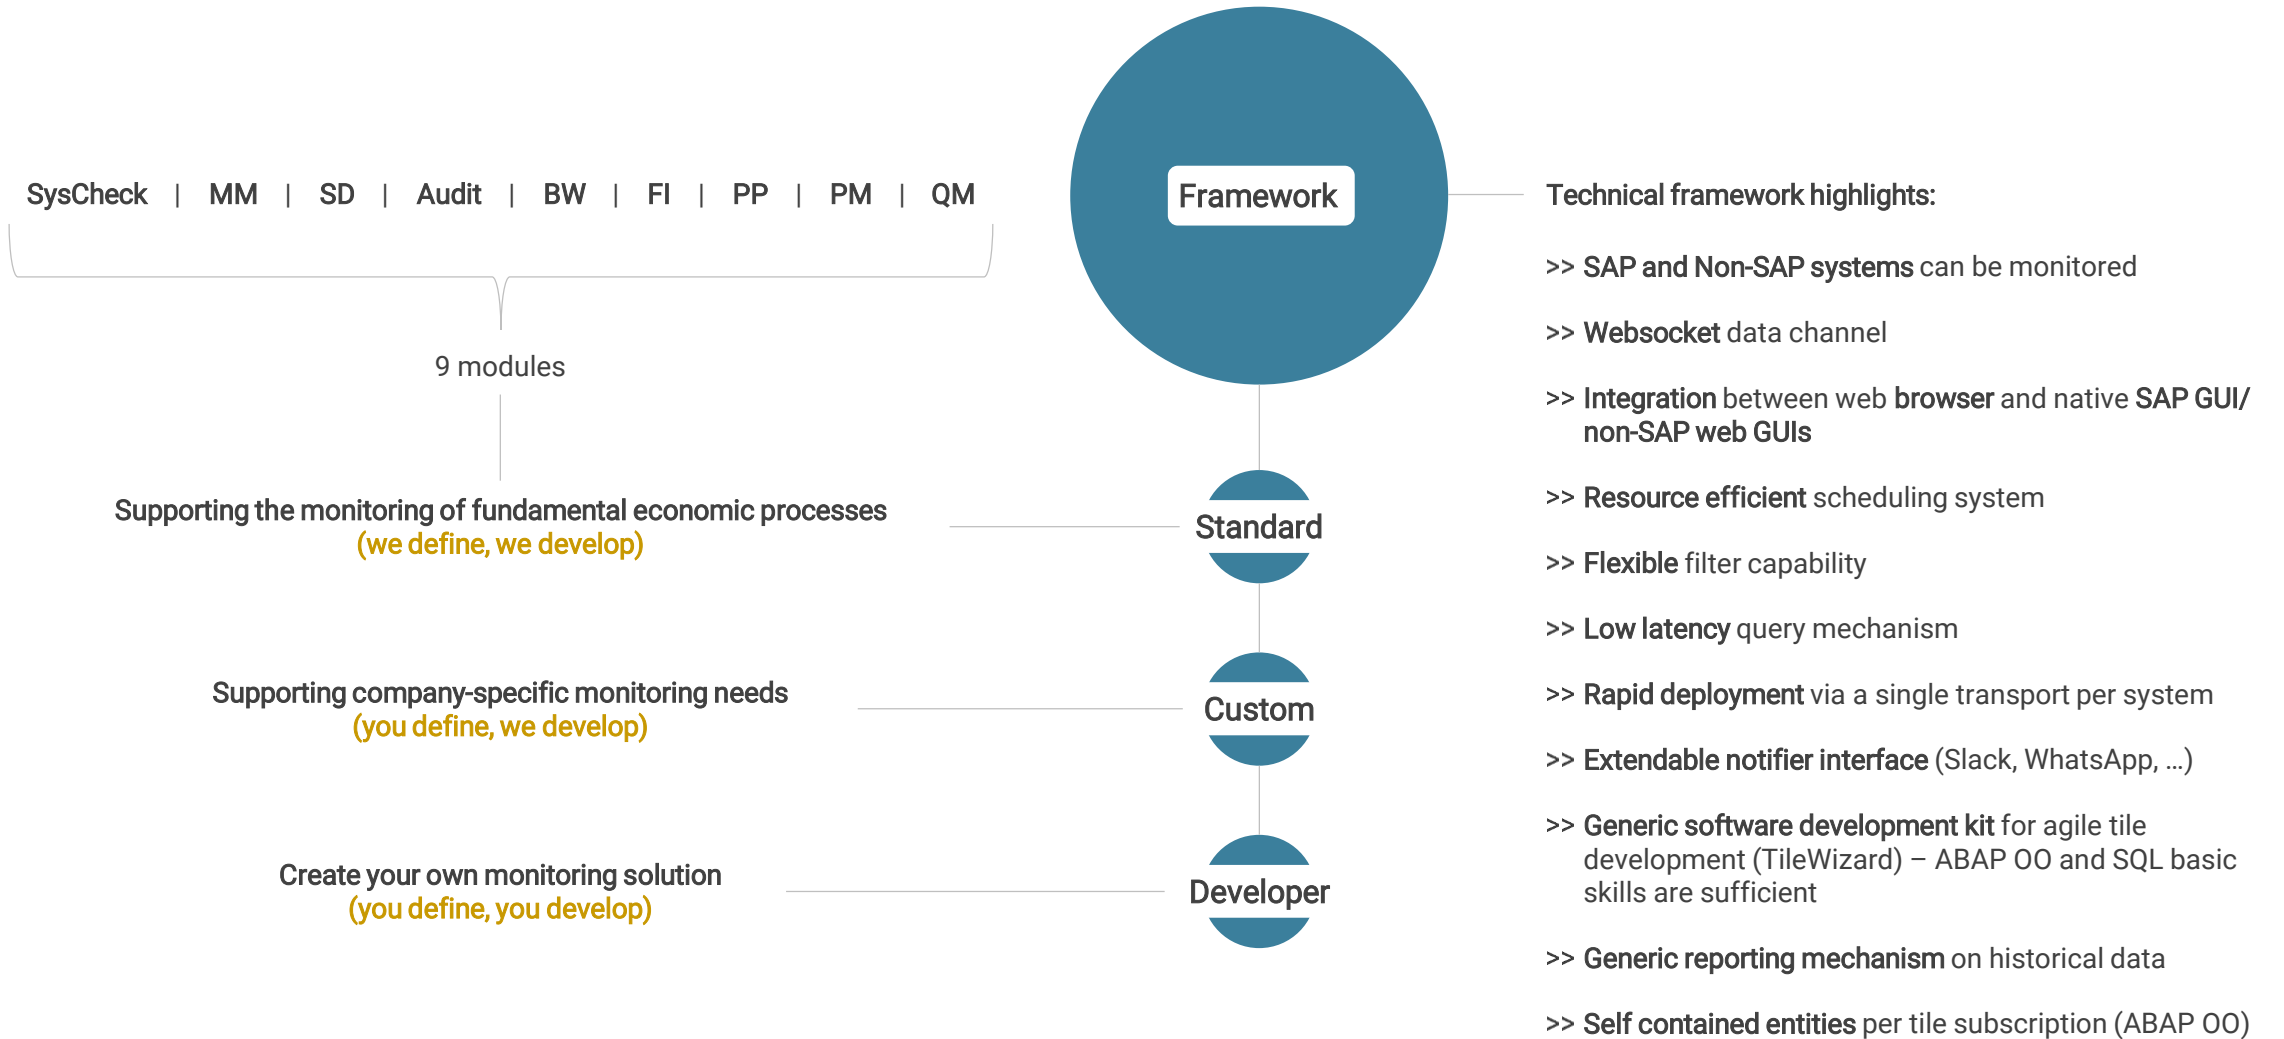 SysCheck | MM | SD | Audit | BW | FI | PP | PM | QM
9 modules
Supporting the monitoring of fundamental economic processes
(we define, we develop)
Supporting company-specific monitoring needs
(you define, we develop)
Create your own monitoring solution
(you define, you develop)
Framework
Standard
Custom
Developer
Technical framework highlights:
>> SAP and Non-SAP systems can be monitored
>> Websocket data channel
>> Integration between web browser and native SAP GUI/
non-SAP web GUIs
>> Resource efficient scheduling system
>> Flexible filter capability
>> Low latency query mechanism
>> Rapid deployment via a single transport per system
>> Extendable notifier interface (Slack, WhatsApp, …)
>> Generic software development kit for agile tile
development (TileWizard) – ABAP OO and SQL basic
skills are sufficient
>> Generic reporting mechanism on historical data
>> Self contained entities per tile subscription (ABAP OO)